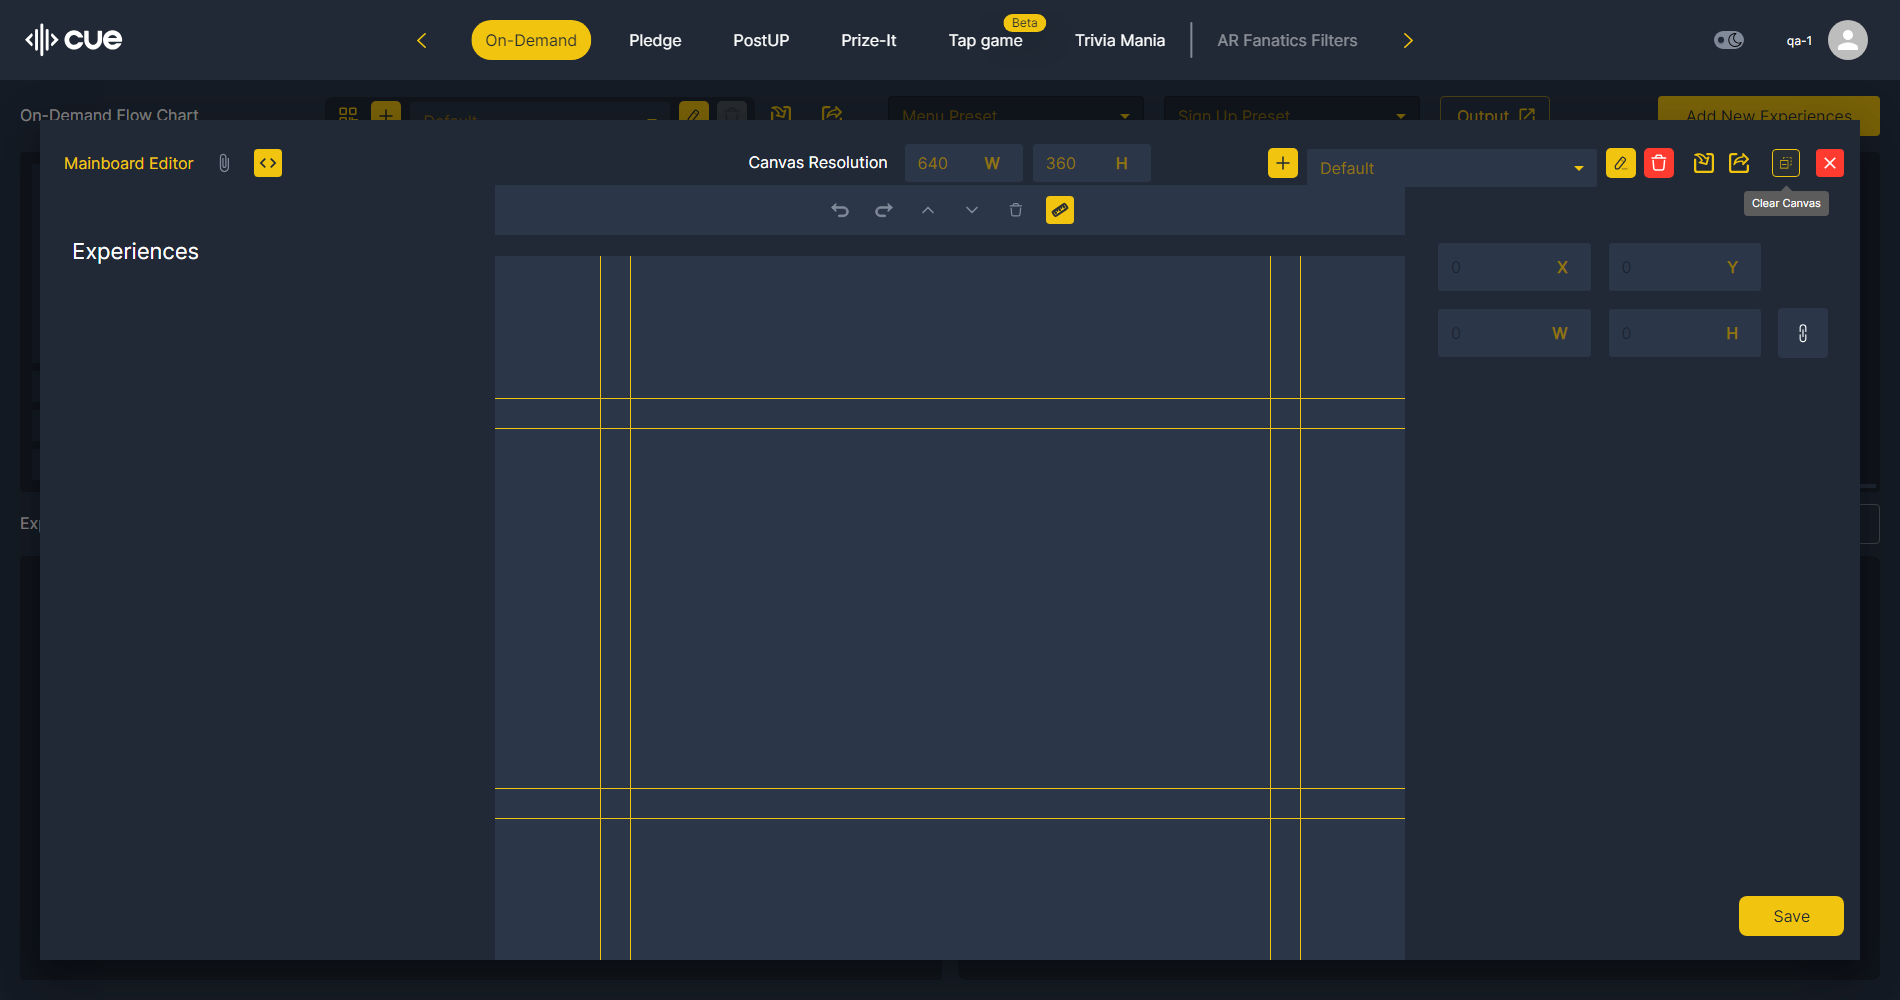 cue
On-Demand
Pledge
PostUP
Prize-It
Beta
Tap game
Trivia Mania
AR Fanatics Filters
qa-1
On-Demand Flow Chart
Default
Menu Preset
Sign Up Preset
Output
Add New Experiences
Mainboard Editor
Canvas Resolution
640 W
360 H
Default
Clear Canvas
Experiences
0 X
0 Y
0 W
0 H
Exp
Save